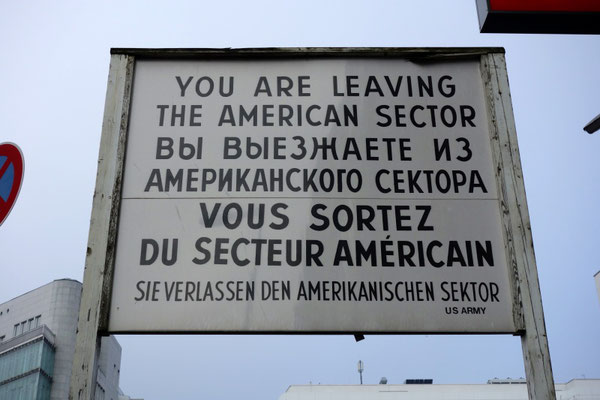 YOU ARE LEAVING
THE AMERICAN SECTOR
ВЫ ВЫЕЗЖАЕТЕ ИЗ
АМЕРИКАНСКОГО СЕКТОРА
VOUS SORTEZ
DU SECTEUR AMÉRICAIN
SIE VERLASSEN DEN AMERIKANISCHEN SEKTOR
US ARMY